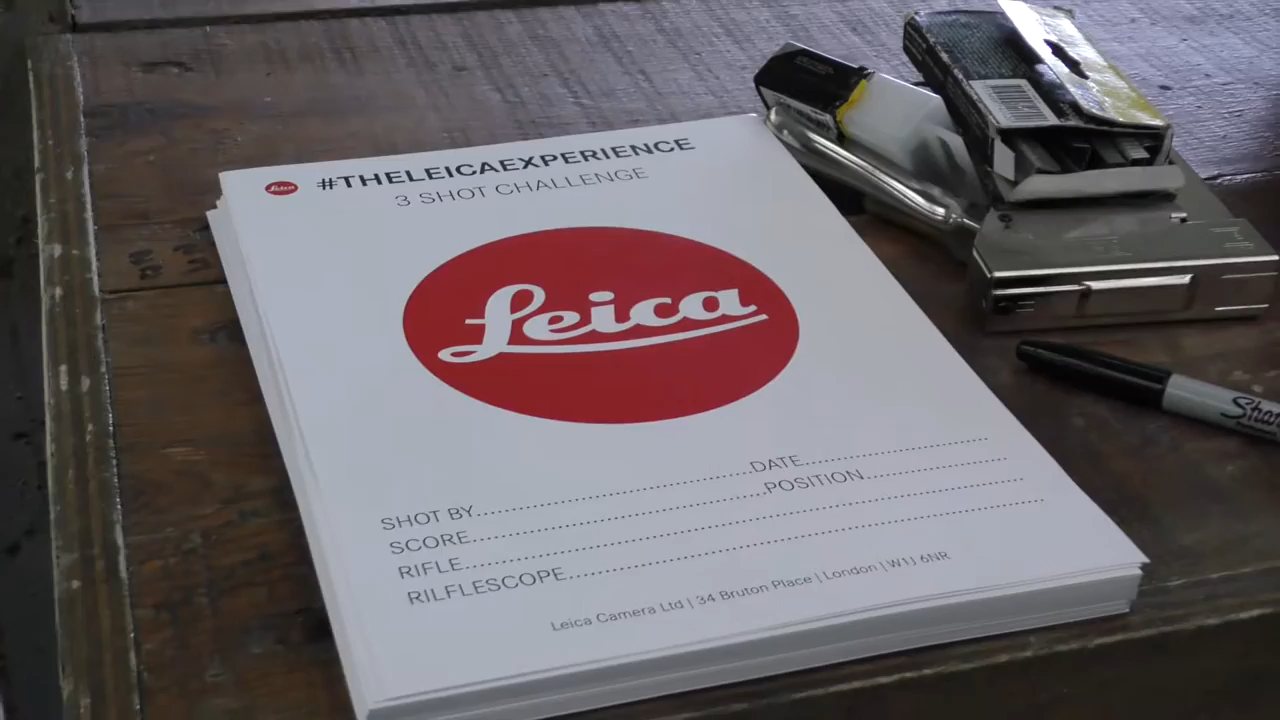 Leica
#THELEICAEXPERIENCE
3 SHOT CHALLENGE
Leica
SHOT BY..............................DATE....................
SCORE..............................POSITION....................
RIFLE..................................................
RILFLESCOPE..................................................
Leica Camera Ltd | 34 Bruton Place | London | W1J 6NR